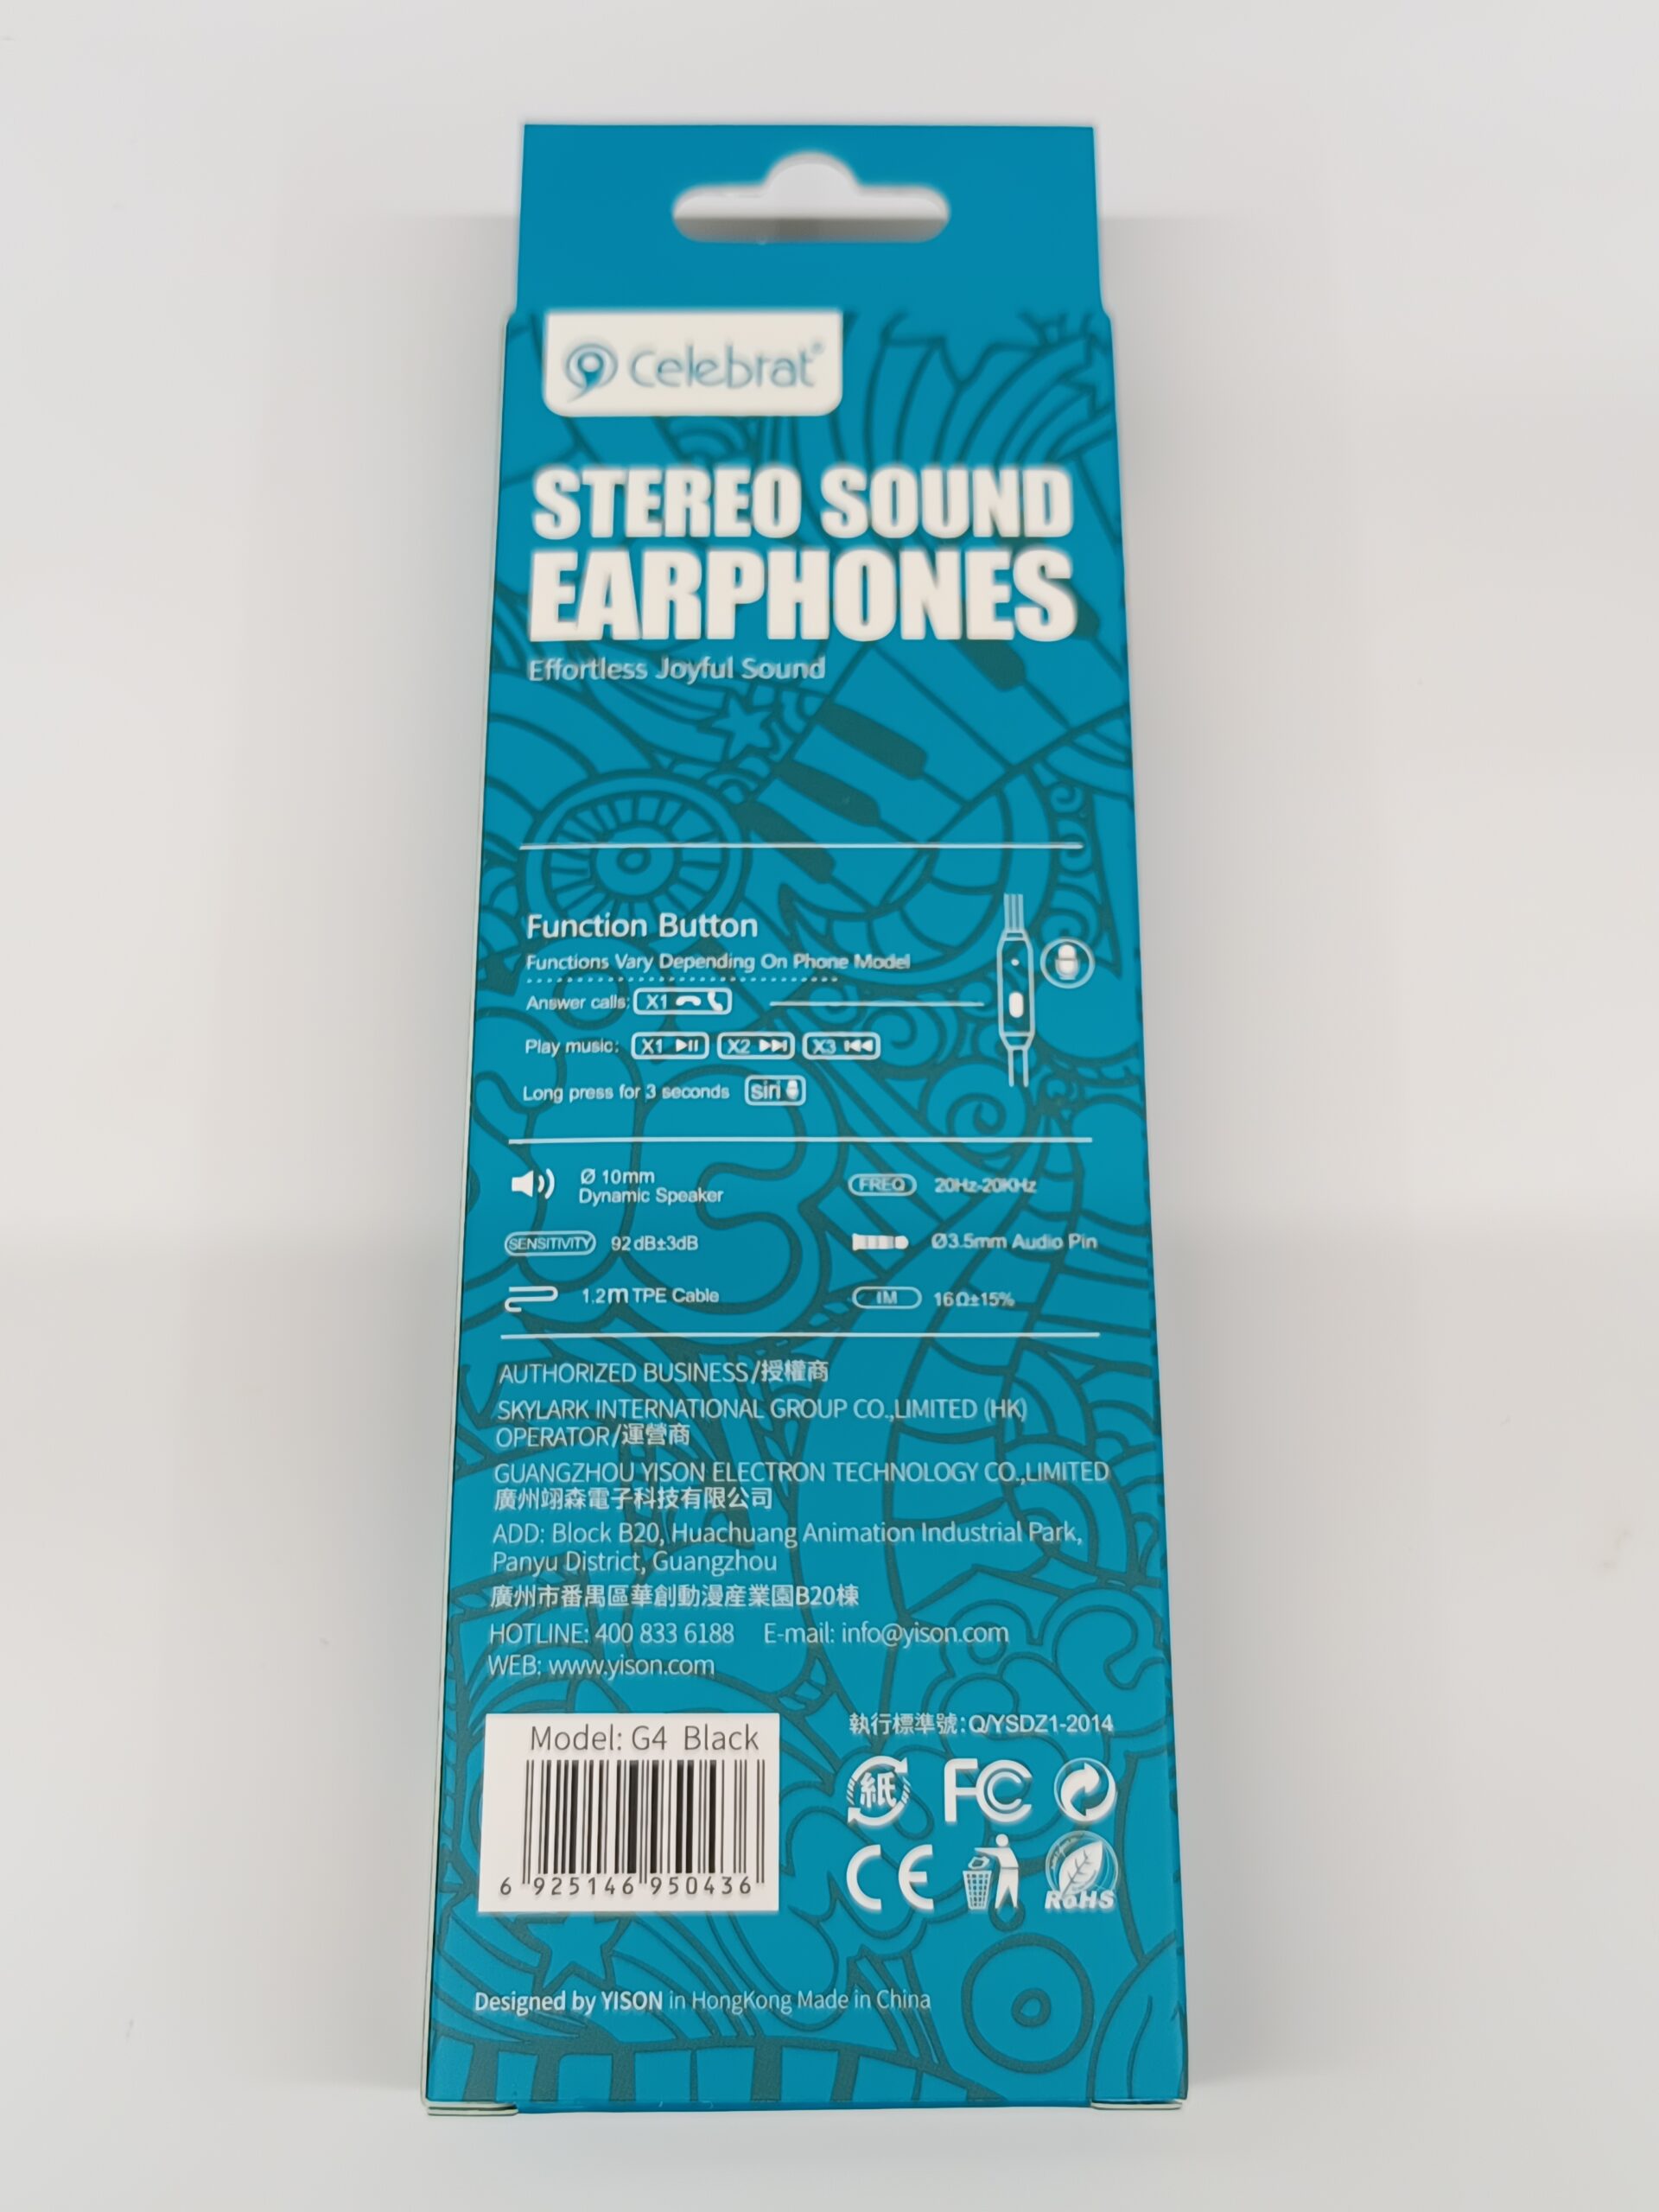 Celebrat®
STEREO SOUND
EARPHONES
Effortless Joyful Sound
Function Button
Functions Vary Depending On Phone Model
Answer calls: X1
Play music: X1 X2 X3
Long press for 3 seconds siri
Ø 10mm
Dynamic Speaker
FREQ 20Hz-20KHz
SENSITIVITY 92dB±3dB
Ø3.5mm Audio Pin
1.2m TPE Cable
IM 16Ω±15%
AUTHORIZED BUSINESS/授權商
SKYLARK INTERNATIONAL GROUP CO.,LIMITED (HK)
OPERATOR/運營商
GUANGZHOU YISON ELECTRON TECHNOLOGY CO.,LIMITED
廣州翊森電子科技有限公司
ADD: Block B20, Huachuang Animation Industrial Park,
Panyu District, Guangzhou
廣州市番禺區華創動漫産業園B20棟
HOTLINE: 400 833 6188 E-mail: info@yison.com
WEB: www.yison.com
Model: G4 Black
6 925146 950436
執行標準號:Q/YSDZ1-2014
紙 FC
CE RoHS
Designed by YISON in HongKong Made in China